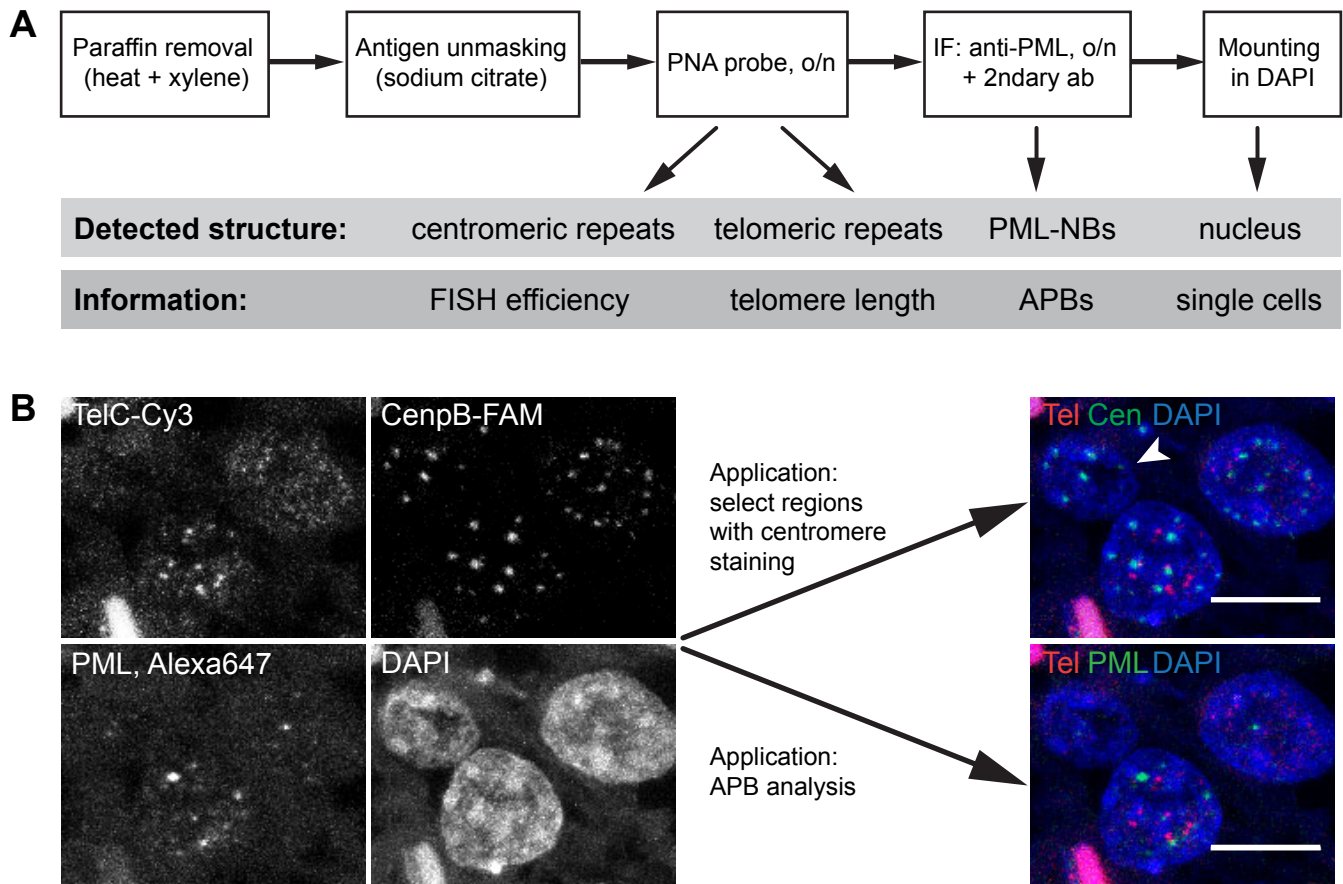 A
Paraffin removal
(heat + xylene)
Antigen unmasking
(sodium citrate)
PNA probe, o/n
IF: anti-PML, o/n
+ 2ndary ab
Mounting
in DAPI
Detected structure: centromeric repeats telomeric repeats PML-NBs nucleus
Information: FISH efficiency telomere length APBs single cells
B
TelC-Cy3
CenpB-FAM
PML, Alexa647
DAPI
Application:
select regions
with centromere
staining
Application:
APB analysis
Tel Cen DAPI
Tel PML DAPI